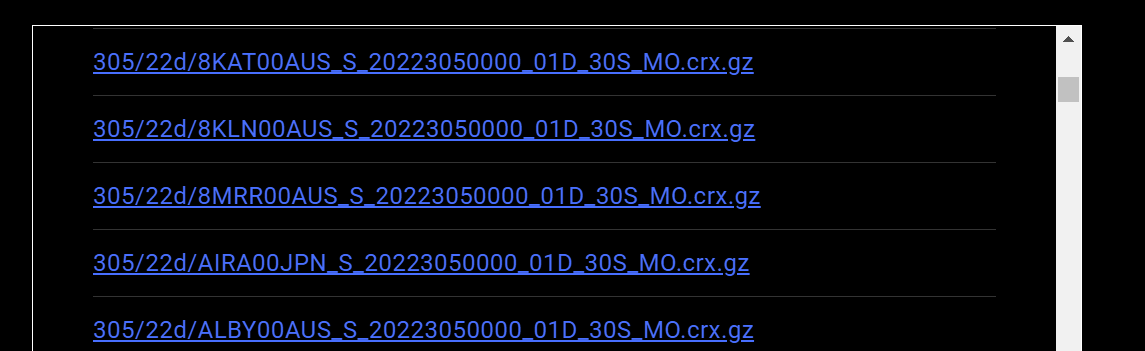 305/22d/8KAT00AUS_S_20223050000_01D_30S_MO.crx.gz
305/22d/8KLN00AUS_S_20223050000_01D_30S_MO.crx.gz
305/22d/8MRR00AUS_S_20223050000_01D_30S_MO.crx.gz
305/22d/AIRA00JPN_S_20223050000_01D_30S_MO.crx.gz
305/22d/ALBY00AUS_S_20223050000_01D_30S_MO.crx.gz